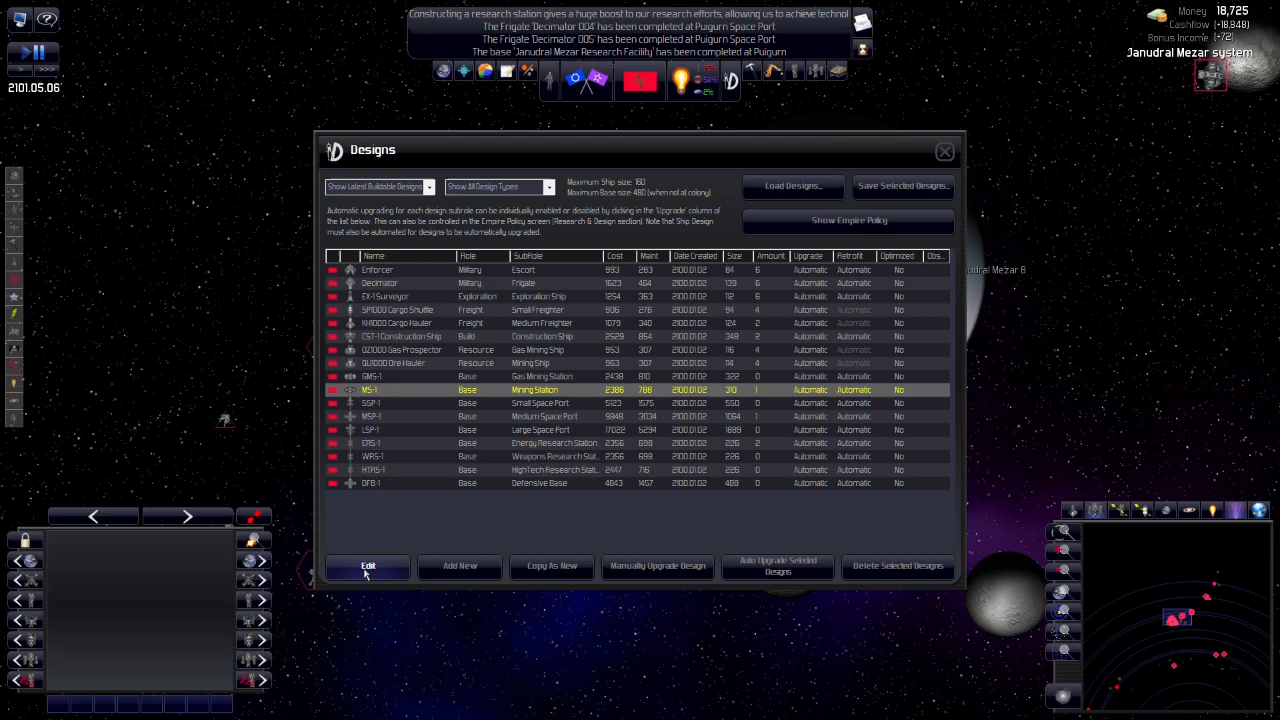 Constructing a research station gives a huge boost to our research efforts, allowing us to achieve technol
The Frigate 'Decimator 004' has been completed at Puigurn Space Port
The Frigate 'Decimator 005' has been completed at Puigurn Space Port
The base 'Janudral Mezar Research Facility' has been completed at Puigurn
Money 18,725
Cashflow (-18,848)
Bonus Income (-72)
Janudral Mezar system
2101.05.06
Designs
Show Latest Buildable Designs
Show All Design Types
Maximum Ship size: 160
Maximum Base size: 480 (when not al colony)
Load Designs...
Save Selected Designs...
Automatic upgrading for each design subrole can be individually enabled or disabled by clicking in the 'Upgrade' column of
the list below. This can also be controlled in the Empire Policy screen (Research & Design section). Note that Ship Design
must also be automated for designs to be automatically upgraded.
Show Empire Policy
Name Role SubRole Cost Maint Date Created Size Amount Upgrade Retrofit Optimized Obs...
Enforcer Military Escort 993 283 2100.01.02 84 6 Automatic Automatic No
Decimator Military Frigate 1623 464 2100.01.02 139 6 Automatic Automatic No
EX-1 Surveyor Exploration Exploration Ship 1254 363 2100.01.02 112 6 Automatic Automatic No
SP1000 Cargo Shuttle Freight Small Freighter 906 276 2100.01.02 94 4 Automatic Automatic No
KH1000 Cargo Hauler Freight Medium Freighter 1079 340 2100.01.02 124 2 Automatic Automatic No
CST-1 Construction Ship Build Construction Ship 2529 854 2100.01.02 348 2 Automatic Automatic No
DZ1000 Gas Prospector Resource Gas Mining Ship 953 307 2100.01.02 116 4 Automatic Automatic No
QU1000 Ore Hauler Resource Mining Ship 963 307 2100.01.02 114 4 Automatic Automatic No
GMS-1 Base Gas Mining Station 2438 810 2100.01.02 322 0 Automatic Automatic No
MS-1 Base Mining Station 2386 788 2100.01.02 310 1 Automatic Automatic No
SSP-1 Base Small Space Port 5123 1575 2100.01.02 550 0 Automatic Automatic No
MSP-1 Base Medium Space Port 9848 3034 2100.01.02 1064 1 Automatic Automatic No
LSP-1 Base Large Space Port 17022 5294 2100.01.02 1889 0 Automatic Automatic No
ERS-1 Base Energy Research Station 2356 698 2100.01.02 226 2 Automatic Automatic No
WRS-1 Base Weapons Research Stat... 2356 698 2100.01.02 226 0 Automatic Automatic No
HTRS-1 Base HighTech Research Stat... 2447 716 2100.01.02 226 0 Automatic Automatic No
DFB-1 Base Defensive Base 4843 1457 2100.01.02 488 0 Automatic Automatic No
Edit
Add New
Copy As New
Manually Upgrade Design
Auto Upgrade Selected
Designs
Delete Selected Designs